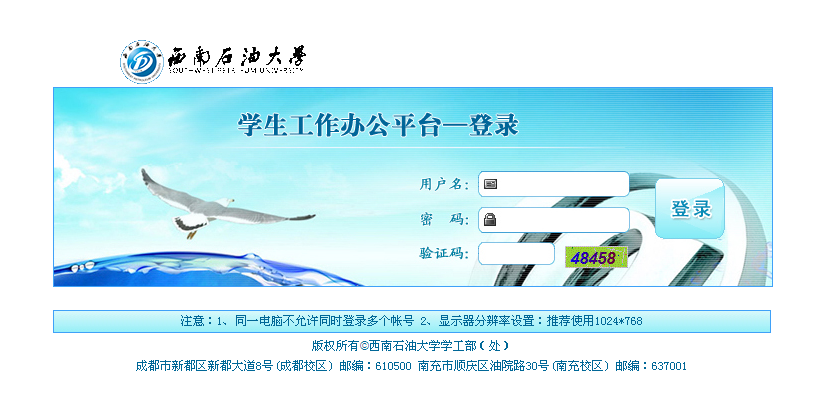 西南石油大学
SOUTHWEST PETROLEUM UNIVERSITY
学生工作办公平台—登录
用户名:
密 码:
登录
验证码:
48458
注意：1、同一电脑不允许同时登录多个帐号 2、显示器分辨率设置：推荐使用1024*768
版权所有©西南石油大学学工部（处）
成都市新都区新都大道8号(成都校区) 邮编：610500 南充市顺庆区油院路30号(南充校区) 邮编：637001